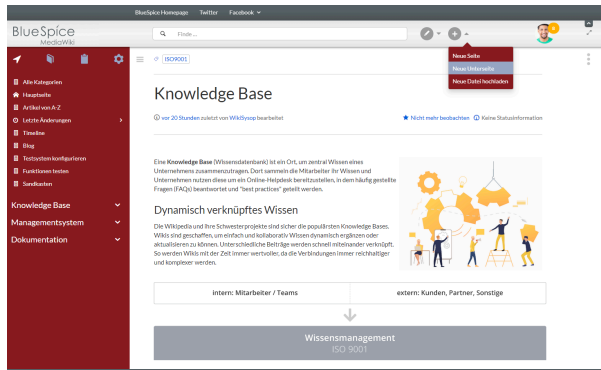 BlueSpice Homepage Twitter Facebook
BlueSpice
MediaWiki
Finde...
Neue Seite
Neue Unterseite
Neue Datei hochladen
ISO9001
Alle Kategorien
Hauptseite
Artikel von A-Z
Letzte Änderungen
Timeline
Blog
Testsystem konfigurieren
Funktionen testen
Sandkasten
Knowledge Base
Managementsystem
Dokumentation
Knowledge Base
vor 20 Stunden zuletzt von WikiSysop bearbeitet
Nicht mehr beobachten Keine Statusinformation
Eine Knowledge Base (Wissensdatenbank) ist ein Ort, um zentral Wissen eines
Unternehmens zusammenzutragen. Dort sammeln die Mitarbeiter ihr Wissen und
Unternehmen nutzen diese um ein Online-Helpdesk bereitzustellen, in dem häufig gestellte
Fragen (FAQs) beantwortet und "best practices" geteilt werden.
Dynamisch verknüpftes Wissen
Die Wikipedia und ihre Schwesterprojekte sind sicher die populärsten Knowledge Bases.
Wikis sind geschaffen, um einfach und kollaborativ Wissen dynamisch ergänzen oder
aktualisieren zu können. Unterschiedliche Beiträge werden schnell miteinander verknüpft.
So werden Wikis mit der Zeit immer wertvoller, da die Verbindungen immer reichhaltiger
und komplexer werden.
intern: Mitarbeiter / Teams
extern: Kunden, Partner, Sonstige
Wissensmanagement
ISO 9001